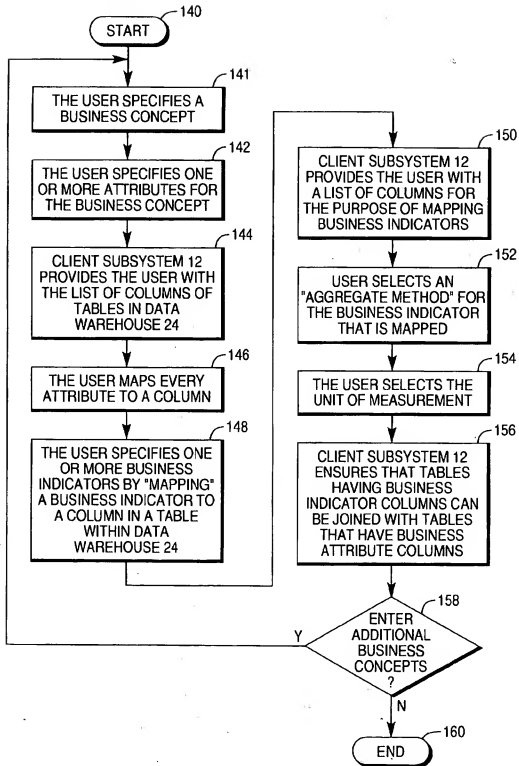 140
START
141
THE USER SPECIFIES A
BUSINESS CONCEPT
142
THE USER SPECIFIES ONE
OR MORE ATTRIBUTES FOR
THE BUSINESS CONCEPT
144
CLIENT SUBSYSTEM 12
PROVIDES THE USER WITH
THE LIST OF COLUMNS OF
TABLES IN DATA
WAREHOUSE 24
146
THE USER MAPS EVERY
ATTRIBUTE TO A COLUMN
148
THE USER SPECIFIES ONE
OR MORE BUSINESS
INDICATORS BY "MAPPING"
A BUSINESS INDICATOR TO
A COLUMN IN A TABLE
WITHIN DATA
WAREHOUSE 24
150
CLIENT SUBSYSTEM 12
PROVIDES THE USER WITH
A LIST OF COLUMNS FOR
THE PURPOSE OF MAPPING
BUSINESS INDICATORS
152
USER SELECTS AN
"AGGREGATE METHOD" FOR
THE BUSINESS INDICATOR
THAT IS MAPPED
154
THE USER SELECTS THE
UNIT OF MEASUREMENT
156
CLIENT SUBSYSTEM 12
ENSURES THAT TABLES
HAVING BUSINESS
INDICATOR COLUMNS CAN
BE JOINED WITH TABLES
THAT HAVE BUSINESS
ATTRIBUTE COLUMNS
158
ENTER
ADDITIONAL
BUSINESS
CONCEPTS
?
Y
N
160
END